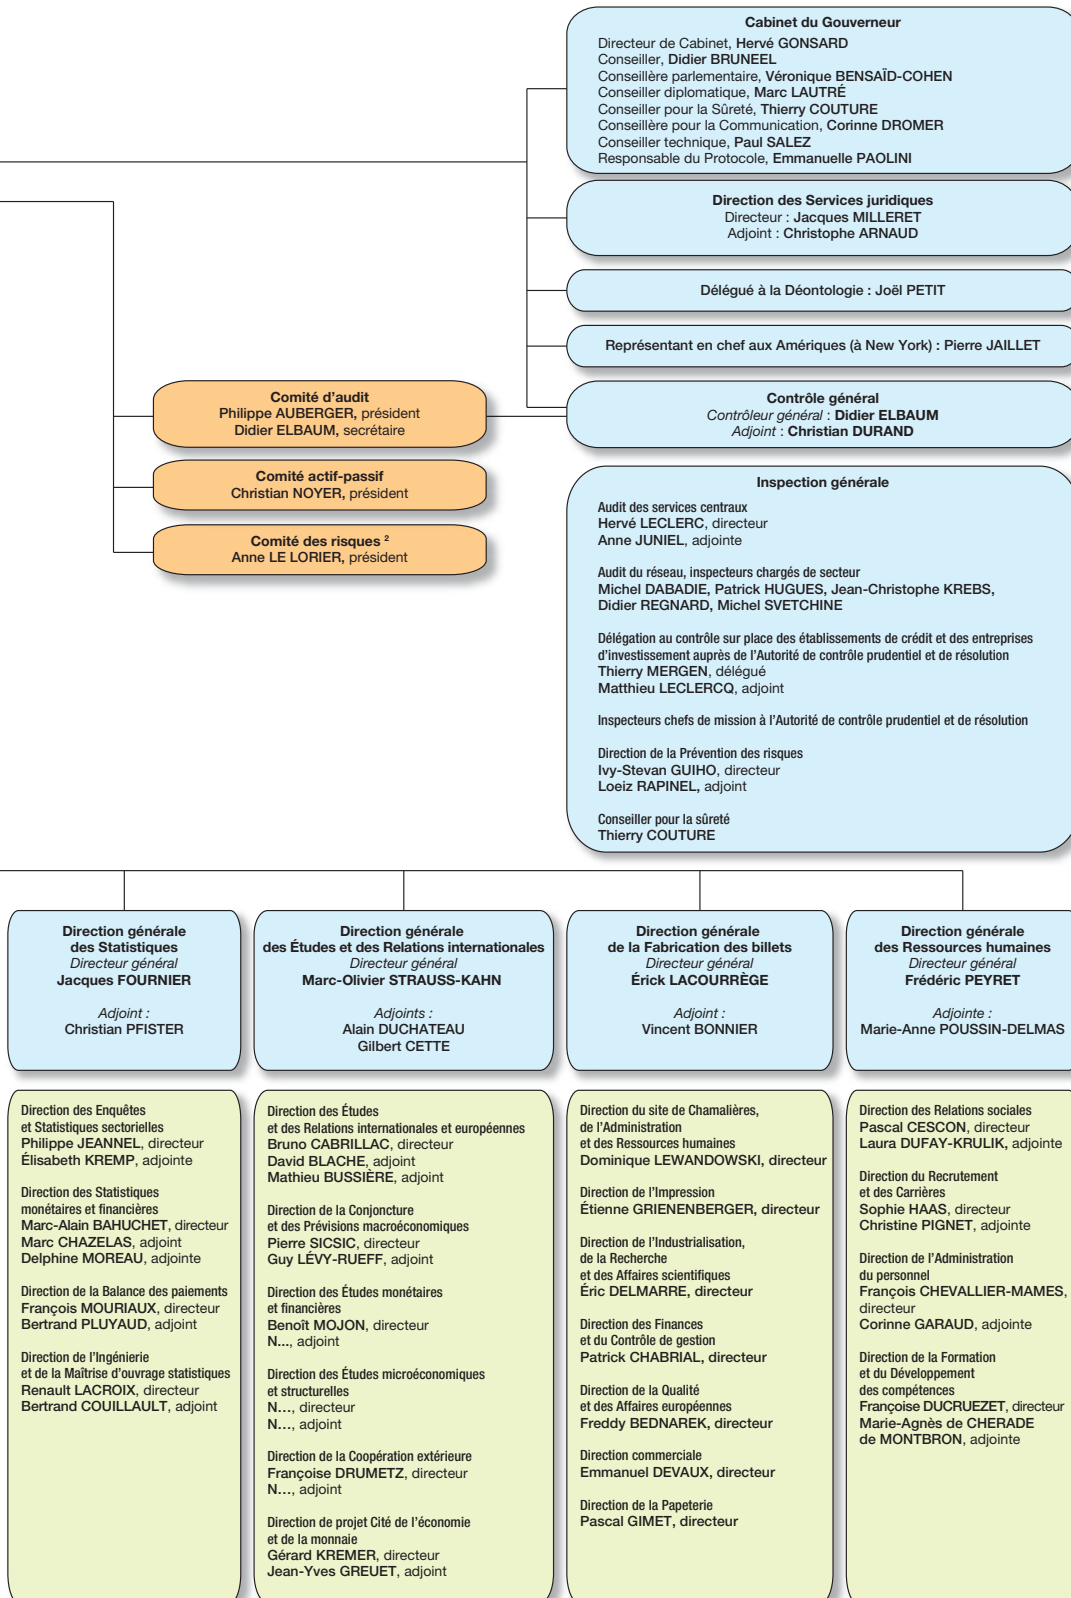 Cabinet du Gouverneur
Directeur de Cabinet, Hervé GONSARD
Conseiller, Didier BRUNEEL
Conseillère parlementaire, Véronique BENSAÏD-COHEN
Conseiller diplomatique, Marc LAUTRÉ
Conseiller pour la Sûreté, Thierry COUTURE
Conseillère pour la Communication, Corinne DROMER
Conseiller technique, Paul SALEZ
Responsable du Protocole, Emmanuelle PAOLINI
Direction des Services juridiques
Directeur : Jacques MILLERET
Adjoint : Christophe ARNAUD
Délégué à la Déontologie : Joël PETIT
Représentant en chef aux Amériques (à New York) : Pierre JAILLET
Comité d'audit
Philippe AUBERGER, président
Didier ELBAUM, secrétaire
Contrôle général
Contrôleur général : Didier ELBAUM
Adjoint : Christian DURAND
Comité actif-passif
Christian NOYER, président
Comité des risques ²
Anne LE LORIER, président
Inspection générale
Audit des services centraux
Hervé LECLERC, directeur
Anne JUNIEL, adjointe
Audit du réseau, inspecteurs chargés de secteur
Michel DABADIE, Patrick HUGUES, Jean-Christophe KREBS,
Didier REGNARD, Michel SVETCHINE
Délégation au contrôle sur place des établissements de crédit et des entreprises
d'investissement auprès de l'Autorité de contrôle prudentiel et de résolution
Thierry MERGEN, délégué
Matthieu LECLERCQ, adjoint
Inspecteurs chefs de mission à l'Autorité de contrôle prudentiel et de résolution
Direction de la Prévention des risques
Ivy-Stevan GUIHO, directeur
Loeiz RAPINEL, adjoint
Conseiller pour la sûreté
Thierry COUTURE
Direction générale
des Statistiques
Directeur général
Jacques FOURNIER
Adjoint :
Christian PFISTER
Direction générale
des Études et des Relations internationales
Directeur général
Marc-Olivier STRAUSS-KAHN
Adjoints :
Alain DUCHATEAU
Gilbert CETTE
Direction générale
de la Fabrication des billets
Directeur général
Érick LACOURRÈGE
Adjoint :
Vincent BONNIER
Direction générale
des Ressources humaines
Directeur général
Frédéric PEYRET
Adjointe :
Marie-Anne POUSSIN-DELMAS
Direction des Enquêtes
et Statistiques sectorielles
Philippe JEANNEL, directeur
Élisabeth KREMP, adjointe
Direction des Statistiques
monétaires et financières
Marc-Alain BAHUCHET, directeur
Marc CHAZELAS, adjoint
Delphine MOREAU, adjointe
Direction de la Balance des paiements
François MOURIAUX, directeur
Bertrand PLUYAUD, adjoint
Direction de l'Ingénierie
et de la Maîtrise d'ouvrage statistiques
Renault LACROIX, directeur
Bertrand COUILLAULT, adjoint
Direction des Études
et des Relations internationales et européennes
Bruno CABRILLAC, directeur
David BLACHE, adjoint
Mathieu BUSSIÈRE, adjoint
Direction de la Conjoncture
et des Prévisions macroéconomiques
Pierre SICSIC, directeur
Guy LÉVY-RUEFF, adjoint
Direction des Études monétaires
et financières
Benoît MOJON, directeur
N..., adjoint
Direction des Études microéconomiques
et structurelles
N..., directeur
N..., adjoint
Direction de la Coopération extérieure
Françoise DRUMETZ, directeur
N..., adjoint
Direction de projet Cité de l'économie
et de la monnaie
Gérard KREMER, directeur
Jean-Yves GREUET, adjoint
Direction du site de Chamalières,
de l'Administration
et des Ressources humaines
Dominique LEWANDOWSKI, directeur
Direction de l'Impression
Étienne GRIENENBERGER, directeur
Direction de l'Industrialisation,
de la Recherche
et des Affaires scientifiques
Éric DELMARRE, directeur
Direction des Finances
et du Contrôle de gestion
Patrick CHABRIAL, directeur
Direction de la Qualité
et des Affaires européennes
Freddy BEDNAREK, directeur
Direction commerciale
Emmanuel DEVAUX, directeur
Direction de la Papeterie
Pascal GIMET, directeur
Direction des Relations sociales
Pascal CESCON, directeur
Laura DUFAY-KRULIK, adjointe
Direction du Recrutement
et des Carrières
Sophie HAAS, directeur
Christine PIGNET, adjointe
Direction de l'Administration
du personnel
François CHEVALLIER-MAMES,
directeur
Corinne GARAUD, adjointe
Direction de la Formation
et du Développement
des compétences
Françoise DUCRUEZET, directeur
Marie-Agnès de CHERADE
de MONTBRON, adjointe